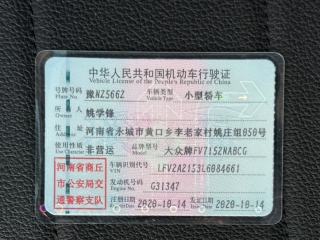 中华人民共和国机动车行驶证
Vehicle License of the People's Republic of China
号牌号码 豫NZ566Z 车辆类型 小型轿车
Plate No. Vehicle Type
所有人 姚学锋
Owner
住址 河南省永城市黄口乡李老家村姚庄组050号
Address
使用性质 非营运 品牌型号 大众牌FV7152NABCG
Use Character Model
河南省商丘市公安局交通警察支队
车辆识别代号 LFVZA21S3L6084661
VIN
发动机号码 G31347
Engine No.
注册日期 2020-10-14 发证日期 2020-10-14
Register Date Issue Date